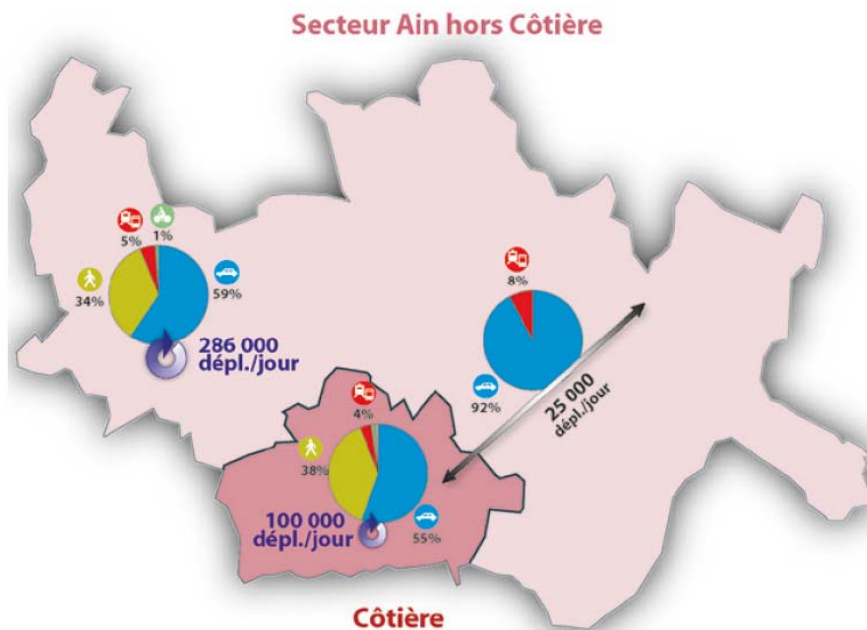 Secteur Ain hors Côtière
5%
1%
34%
59%
286 000
dépl./jour
8%
92%
25 000
dépl./jour
4%
38%
55%
100 000
dépl./jour
Côtière